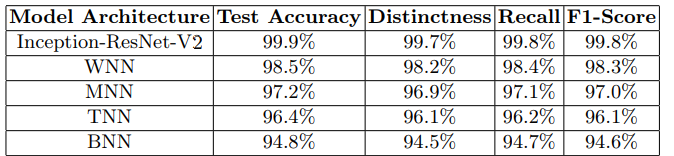 Model Architecture Test Accuracy Distinctness Recall F1-Score
Inception-ResNet-V2 99.9% 99.7% 99.8% 99.8%
WNN 98.5% 98.2% 98.4% 98.3%
MNN 97.2% 96.9% 97.1% 97.0%
TNN 96.4% 96.1% 96.2% 96.1%
BNN 94.8% 94.5% 94.7% 94.6%